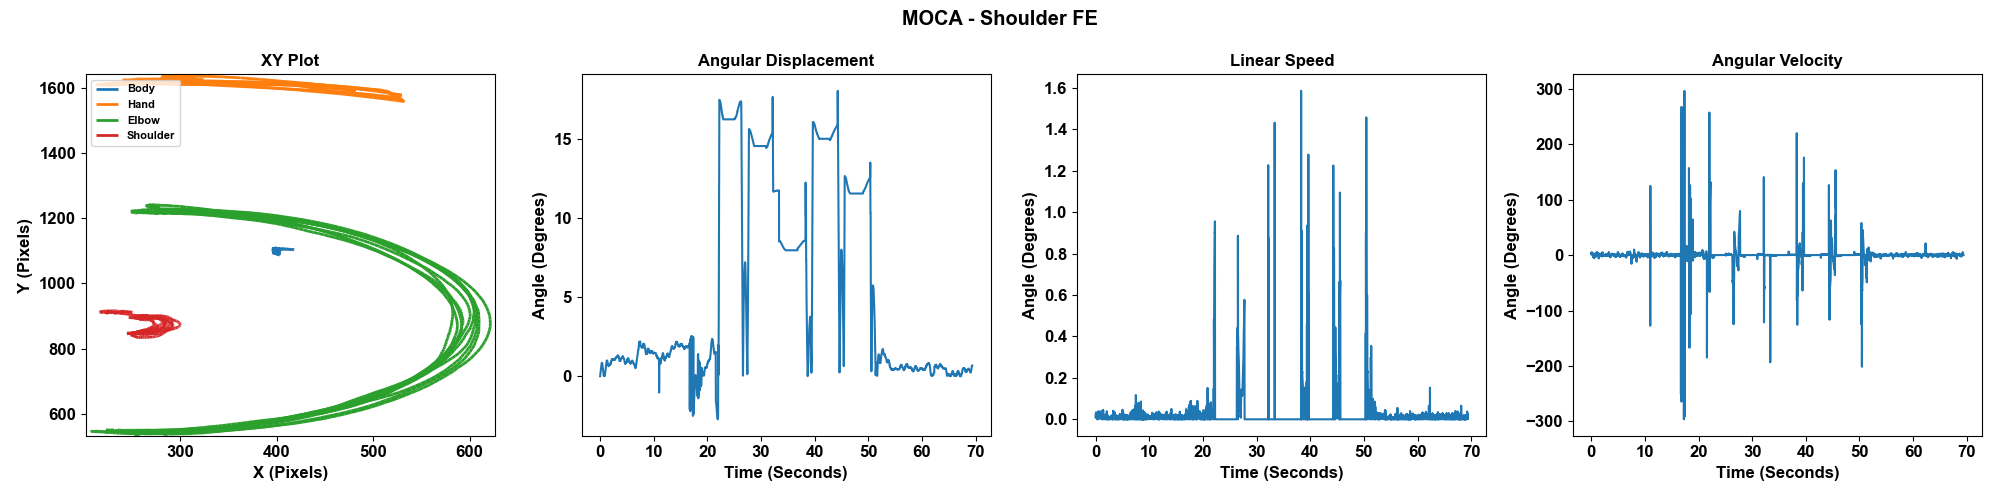 MOCA - Shoulder FE
XY Plot
Y (Pixels)
1600
1400
1200
1000
800
600
Body
Hand
Elbow
Shoulder
300 400 500 600
X (Pixels)
Angular Displacement
Angle (Degrees)
15
10
5
0
0 10 20 30 40 50 60 70
Time (Seconds)
Linear Speed
Angle (Degrees)
1.6
1.4
1.2
1.0
0.8
0.6
0.4
0.2
0.0
0 10 20 30 40 50 60 70
Time (Seconds)
Angular Velocity
Angle (Degrees)
300
200
100
0
−100
−200
−300
0 10 20 30 40 50 60 70
Time (Seconds)